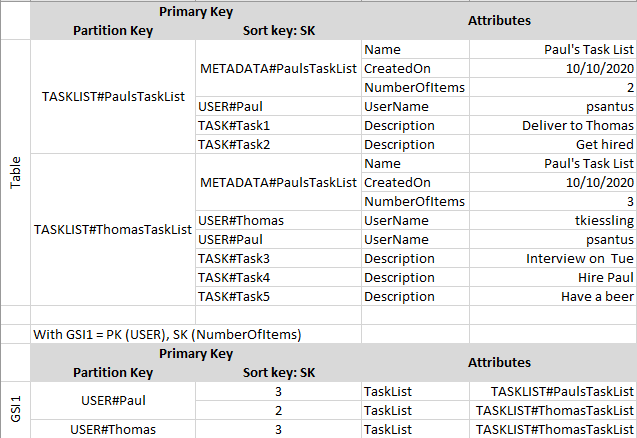 Primary Key Attributes
Partition Key Sort key: SK
Table
TASKLIST#PaulsTaskList METADATA#PaulsTaskList Name Paul's Task List
CreatedOn 10/10/2020
NumberOfItems 2
USER#Paul UserName psantus
TASK#Task1 Description Deliver to Thomas
TASK#Task2 Description Get hired
TASKLIST#ThomasTaskList METADATA#PaulsTaskList Name Paul's Task List
CreatedOn 10/10/2020
NumberOfItems 3
USER#Thomas UserName tkiessling
USER#Paul UserName psantus
TASK#Task3 Description Interview on Tue
TASK#Task4 Description Hire Paul
TASK#Task5 Description Have a beer
With GSI1 = PK (USER), SK (NumberOfItems)
Primary Key Attributes
Partition Key Sort key: SK
GSI1
USER#Paul 3 TaskList TASKLIST#PaulsTaskList
2 TaskList TASKLIST#ThomasTaskList
USER#Thomas 3 TaskList TASKLIST#ThomasTaskList